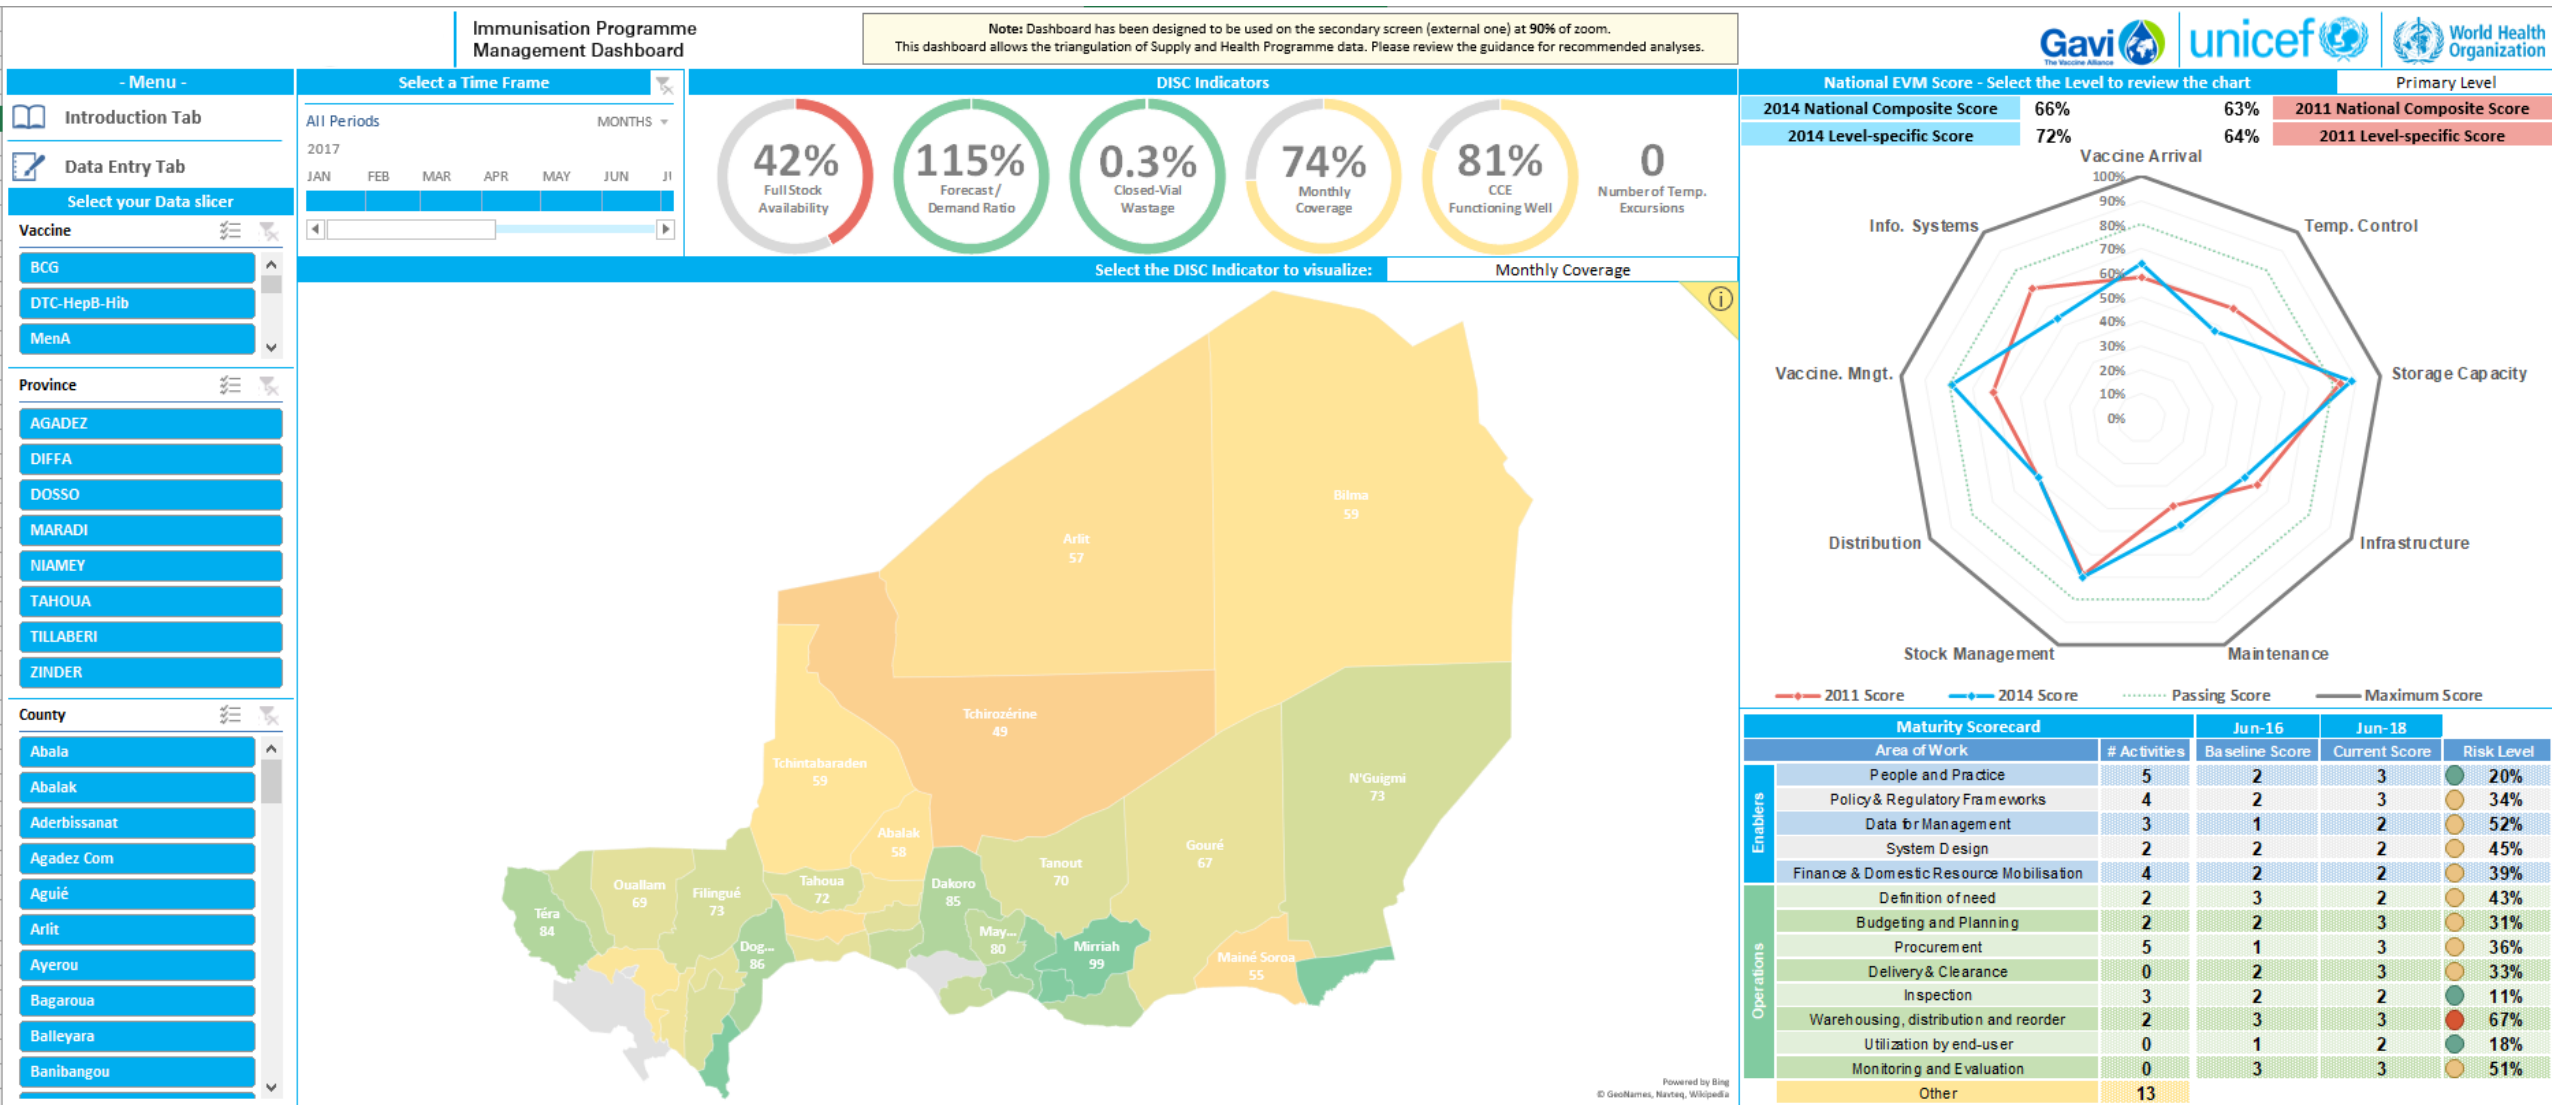 Immunisation Programme
Management Dashboard
Note: Dashboard has been designed to be used on the secondary screen (external one) at 90% of zoom.
This dashboard allows the triangulation of Supply and Health Programme data. Please review the guidance for recommended analyses.
Gavi
The Vaccine Alliance
unicef
World Health
Organization
- Menu -
Introduction Tab
Data Entry Tab
Select your Data slicer
Vaccine
BCG
DTC-HepB-Hib
MenA
Province
AGADEZ
DIFFA
DOSSO
MARADI
NIAMEY
TAHOUA
TILLABERI
ZINDER
County
Abala
Abalak
Aderbissanat
Agadez Com
Aguié
Arlit
Ayerou
Bagaroua
Balleyara
Banibangou
Select a Time Frame
All Periods MONTHS
2017
JAN FEB MAR APR MAY JUN
DISC Indicators
42%
Full Stock
Availability
115%
Forecast /
Demand Ratio
0.3%
Closed-Vial
Wastage
74%
Monthly
Coverage
81%
CCE
Functioning Well
0
Number of Temp.
Excursions
Select the DISC Indicator to visualize: Monthly Coverage
Bilma
59
Arlit
57
Tchirozérine
49
Tchintabaraden
59
N'Guigmi
73
Abalak
58
Gouré
67
Tanout
70
Tahoua
72
Dakoro
85
Ouallam
69
Filingué
73
Téra
84
Dog...
86
May...
80
Mirriah
99
Mainé Soroa
55
Powered by Bing
© GeoNames, Navteq, Wikipedia
National EVM Score - Select the Level to review the chart Primary Level
2014 National Composite Score 66% 63% 2011 National Composite Score
2014 Level-specific Score 72% 64% 2011 Level-specific Score
Vaccine Arrival
100%
90%
80%
70%
60%
50%
40%
30%
20%
10%
0%
Info. Systems
Temp. Control
Vaccine. Mngt.
Storage Capacity
Distribution
Infrastructure
Stock Management
Maintenance
2011 Score 2014 Score Passing Score Maximum Score
Maturity Scorecard Jun-16 Jun-18
Area of Work # Activities Baseline Score Current Score Risk Level
Enablers
People and Practice 5 2 3 20%
Policy & Regulatory Frameworks 4 2 3 34%
Data for Management 3 1 2 52%
System Design 2 2 2 45%
Finance & Domestic Resource Mobilisation 4 2 2 39%
Operations
Definition of need 2 3 2 43%
Budgeting and Planning 2 2 3 31%
Procurement 5 1 3 36%
Delivery & Clearance 0 2 3 33%
Inspection 3 2 2 11%
Warehousing, distribution and reorder 2 3 3 67%
Utilization by end-user 0 1 2 18%
Monitoring and Evaluation 0 3 3 51%
Other 13